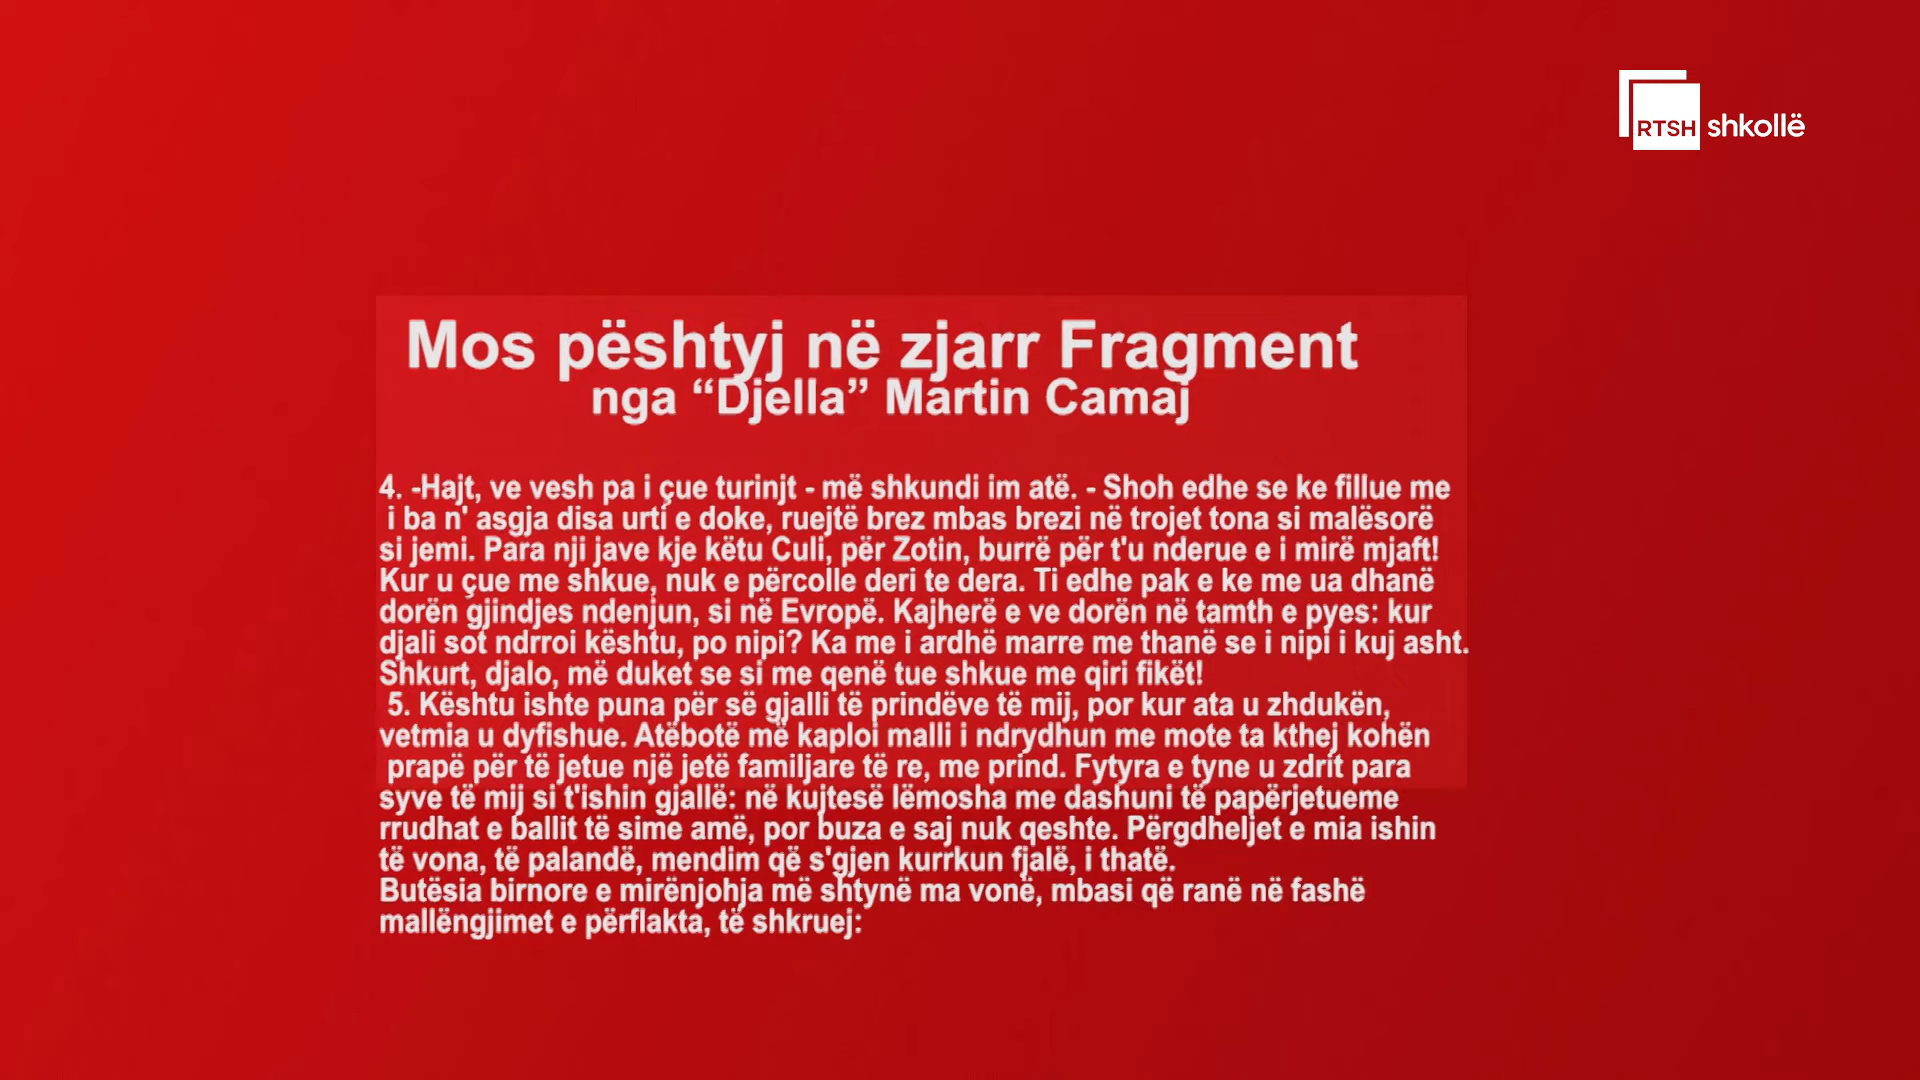 RTSH shkollë
Mos pështyj në zjarr Fragment
nga “Djella” Martin Camaj
4. -Hajt, ve vesh pa i çue turinjt - më shkundi im atë. - Shoh edhe se ke fillue me
i ba n' asgja disa urti e doke, ruejtë brez mbas brezi në trojet tona si malësorë
si jemi. Para nji jave kje këtu Culi, për Zotin, burrë për t'u nderue e i mirë mjaft!
Kur u çue me shkue, nuk e përcolle deri te dera. Ti edhe pak e ke me ua dhanë
dorën gjindjes ndenjun, si në Evropë. Kajherë e ve dorën në tamth e pyes: kur
djali sot ndrroi kështu, po nipi? Ka me i ardhë marre me thanë se i nipi i kuj asht.
Shkurt, djalo, më duket se si me qenë tue shkue me qiri fikët!
5. Kështu ishte puna për së gjalli të prindëve të mij, por kur ata u zhdukën,
vetmia u dyfishue. Atëbotë më kaploi malli i ndrydhun me mote ta kthej kohën
prapë për të jetue një jetë familjare të re, me prind. Fytyra e tyne u zdrit para
syve të mij si t'ishin gjallë: në kujtesë lëmosha me dashuni të papërjetueme
rrudhat e ballit të sime amë, por buza e saj nuk qeshte. Përgdheljet e mia ishin
të vona, të palandë, mendim që s'gjen kurrkun fjalë, i thatë.
Butësia birnore e mirënjohja më shtynë ma vonë, mbasi që ranë në fashë
mallëngjimet e përflakta, të shkruej: